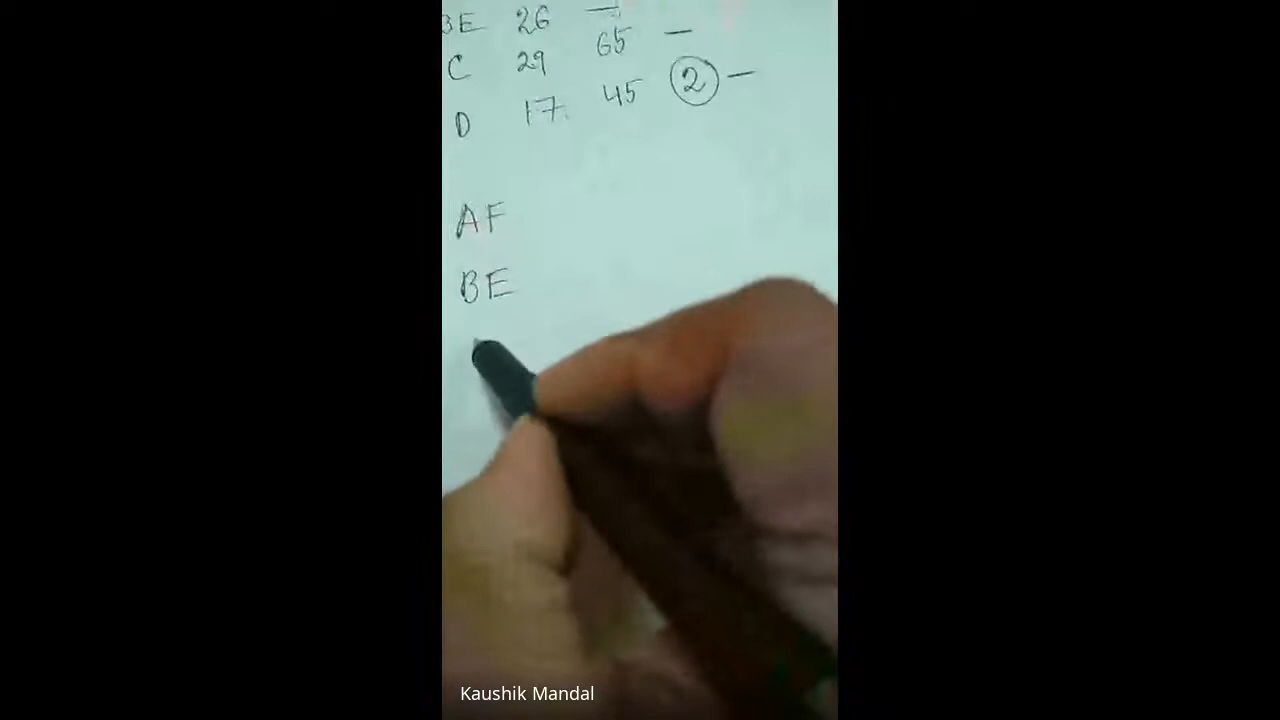 BE 26 —
C 29 65 —
D 17 45 2 —
AF
BE
Kaushik Mandal